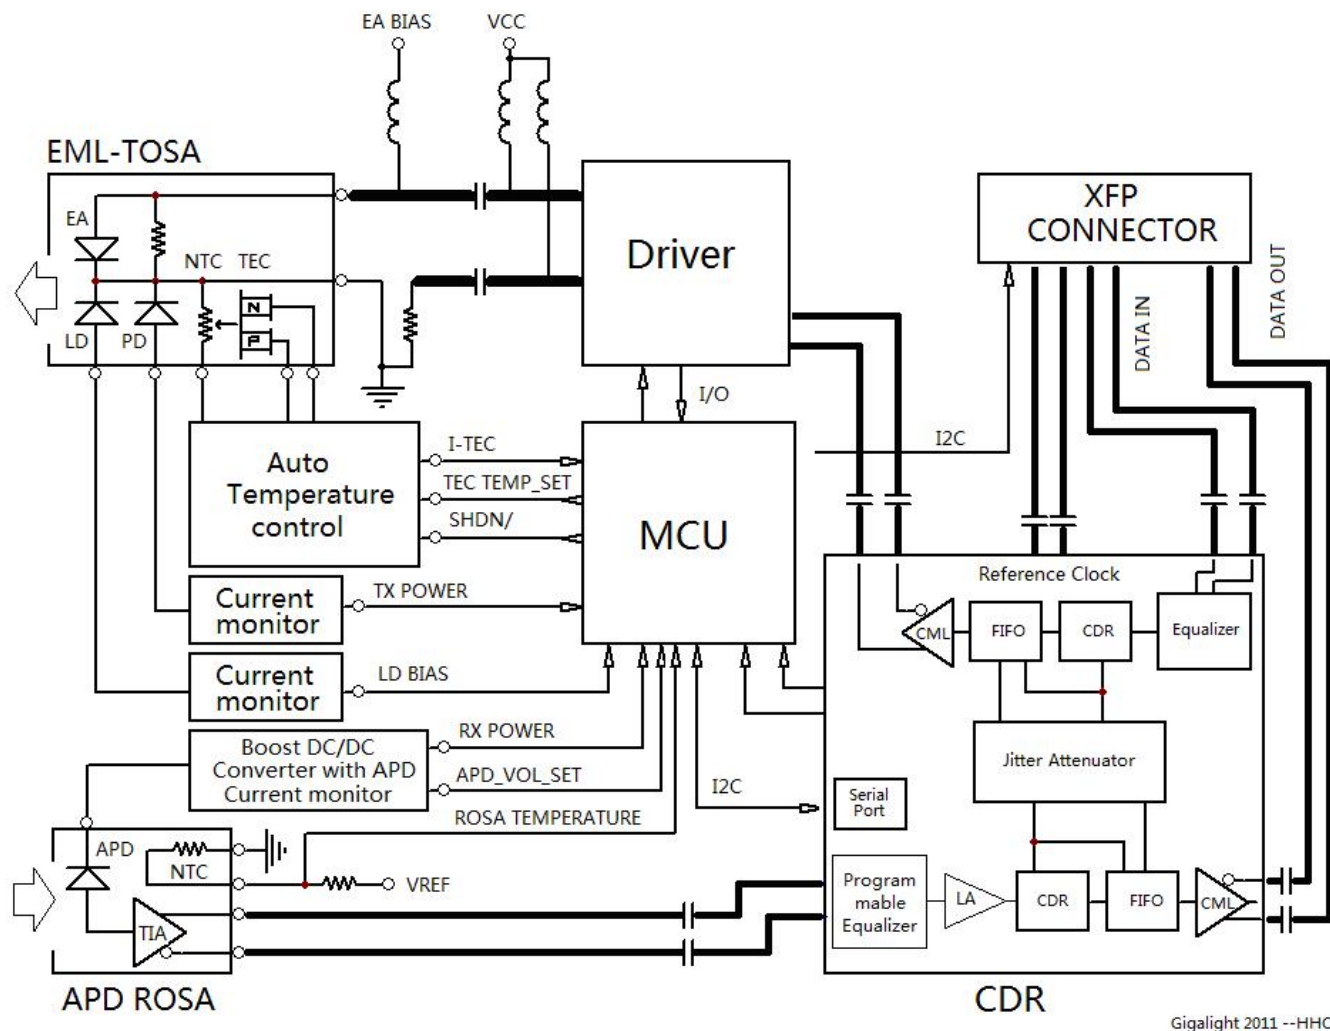 EA BIAS
VCC
EML-TOSA
EA
NTC TEC
N
P
LD
PD
Driver
XFP
CONNECTOR
DATA IN
DATA OUT
I/O
I2C
Auto
Temperature
control
I-TEC
TEC TEMP_SET
SHDN/
MCU
Current
monitor
TX POWER
Current
monitor
LD BIAS
Boost DC/DC
Converter with APD
Current monitor
RX POWER
APD_VOL_SET
ROSA TEMPERATURE
I2C
Reference Clock
CML
FIFO
CDR
Equalizer
Jitter Attenuator
Serial
Port
APD
NTC
VREF
TIA
Program
mable
Equalizer
LA
CDR
FIFO
CML
APD ROSA
CDR
Gigalight 2011 --HHC